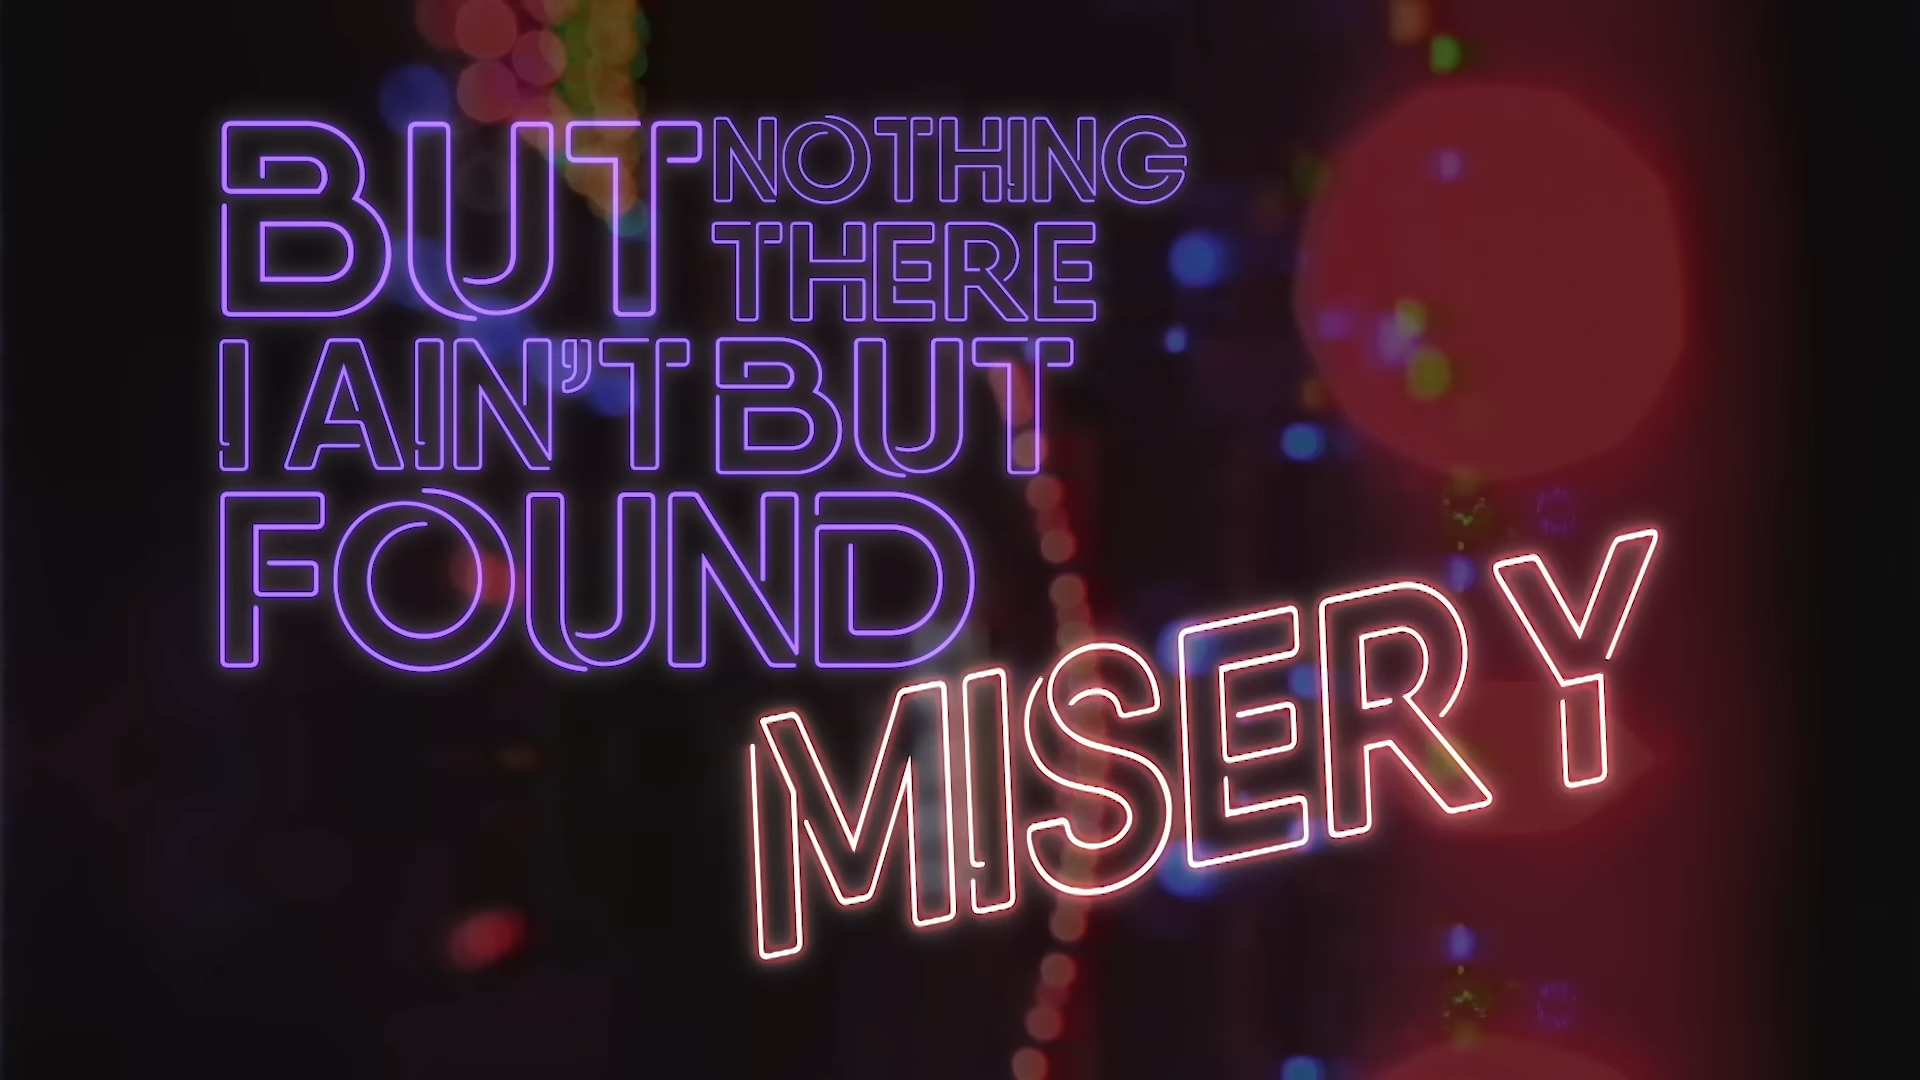 BUT NOTHING
THERE
I AIN'T BUT
FOUND
MISERY